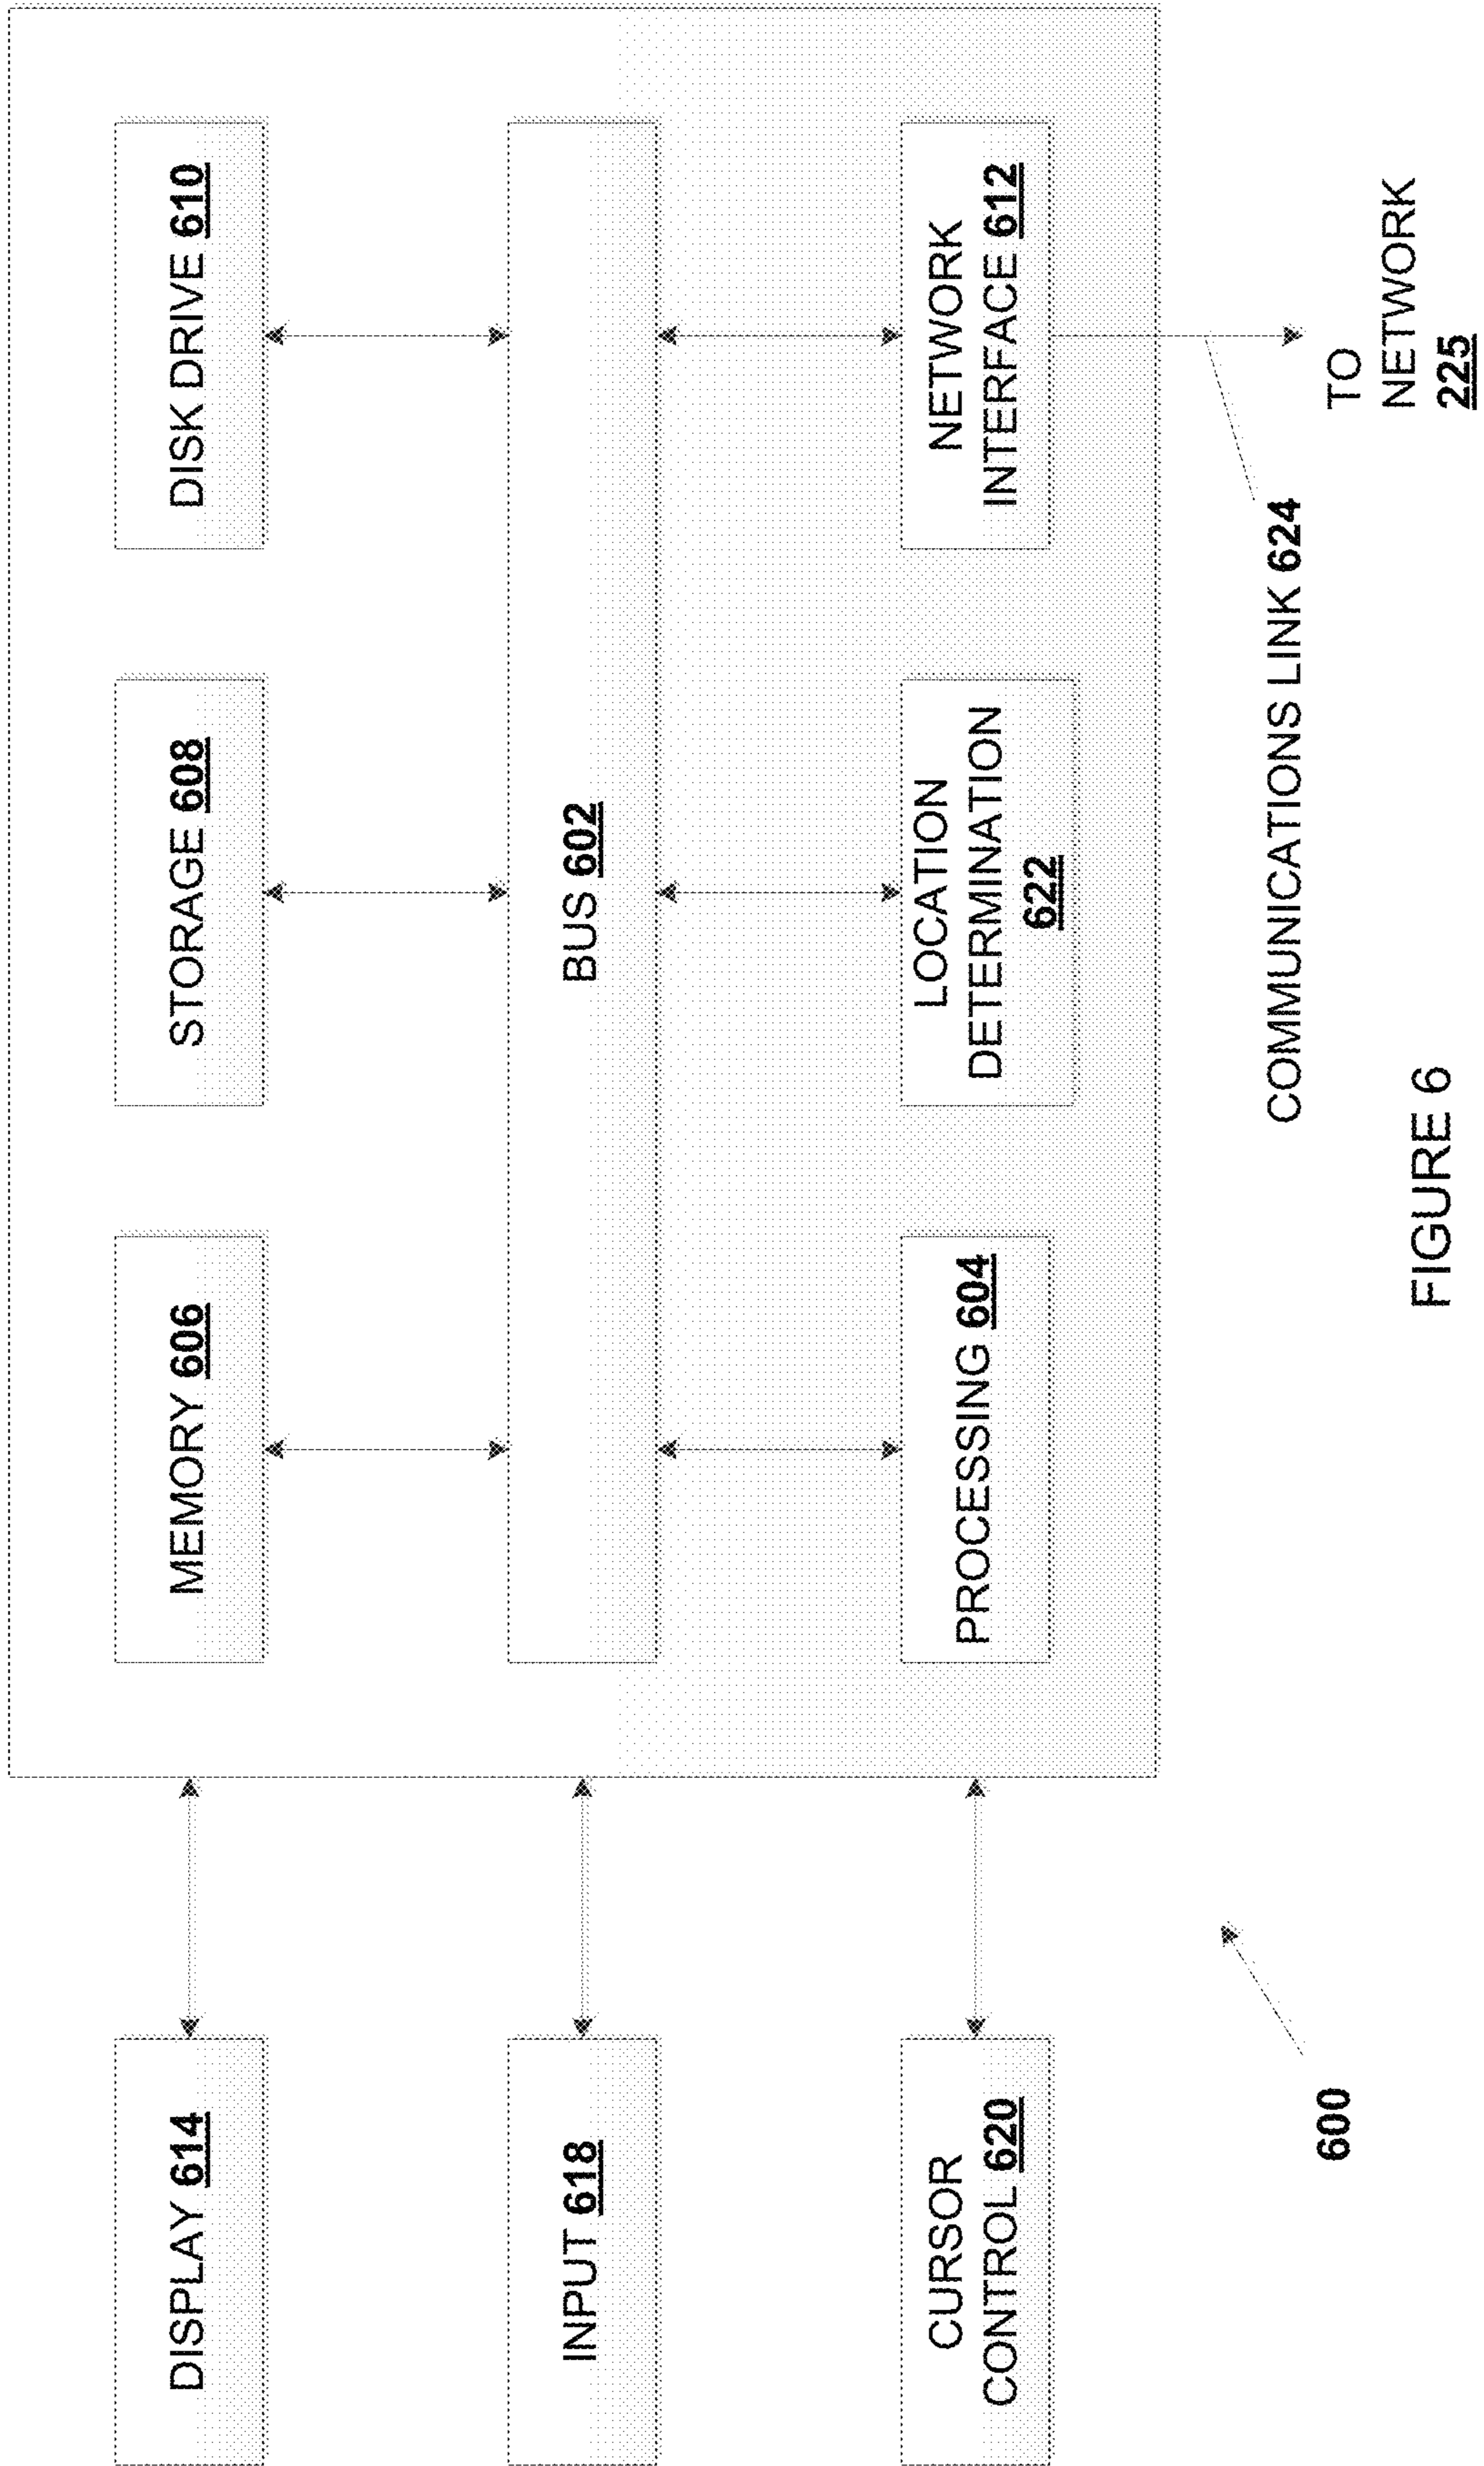 DISPLAY 614
INPUT 618
CURSOR
CONTROL 620
MEMORY 606
STORAGE 608
DISK DRIVE 610
BUS 602
PROCESSING 604
LOCATION
DETERMINATION
622
NETWORK
INTERFACE 612
600
COMMUNICATIONS LINK 624
TO
NETWORK
225
FIGURE 6